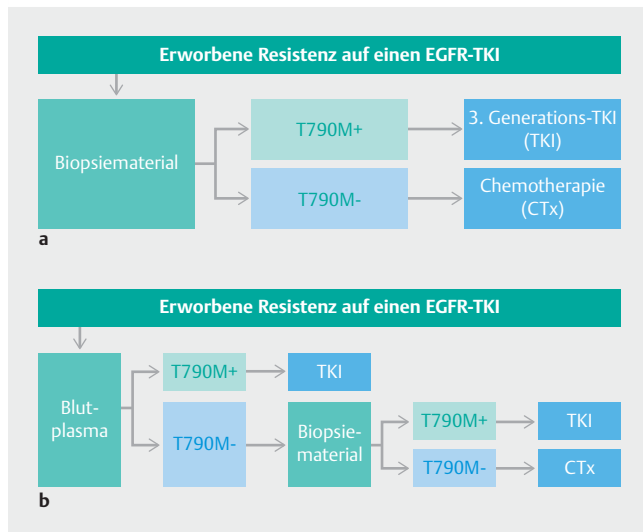 Erworbene Resistenz auf einen EGFR-TKI
Biopsiematerial
T790M+
3. Generations-TKI
(TKI)
T790M-
Chemotherapie
(CTx)
a
Erworbene Resistenz auf einen EGFR-TKI
Blut-
plasma
T790M+
TKI
T790M-
Biopsie-
material
T790M+
TKI
T790M-
CTx
b